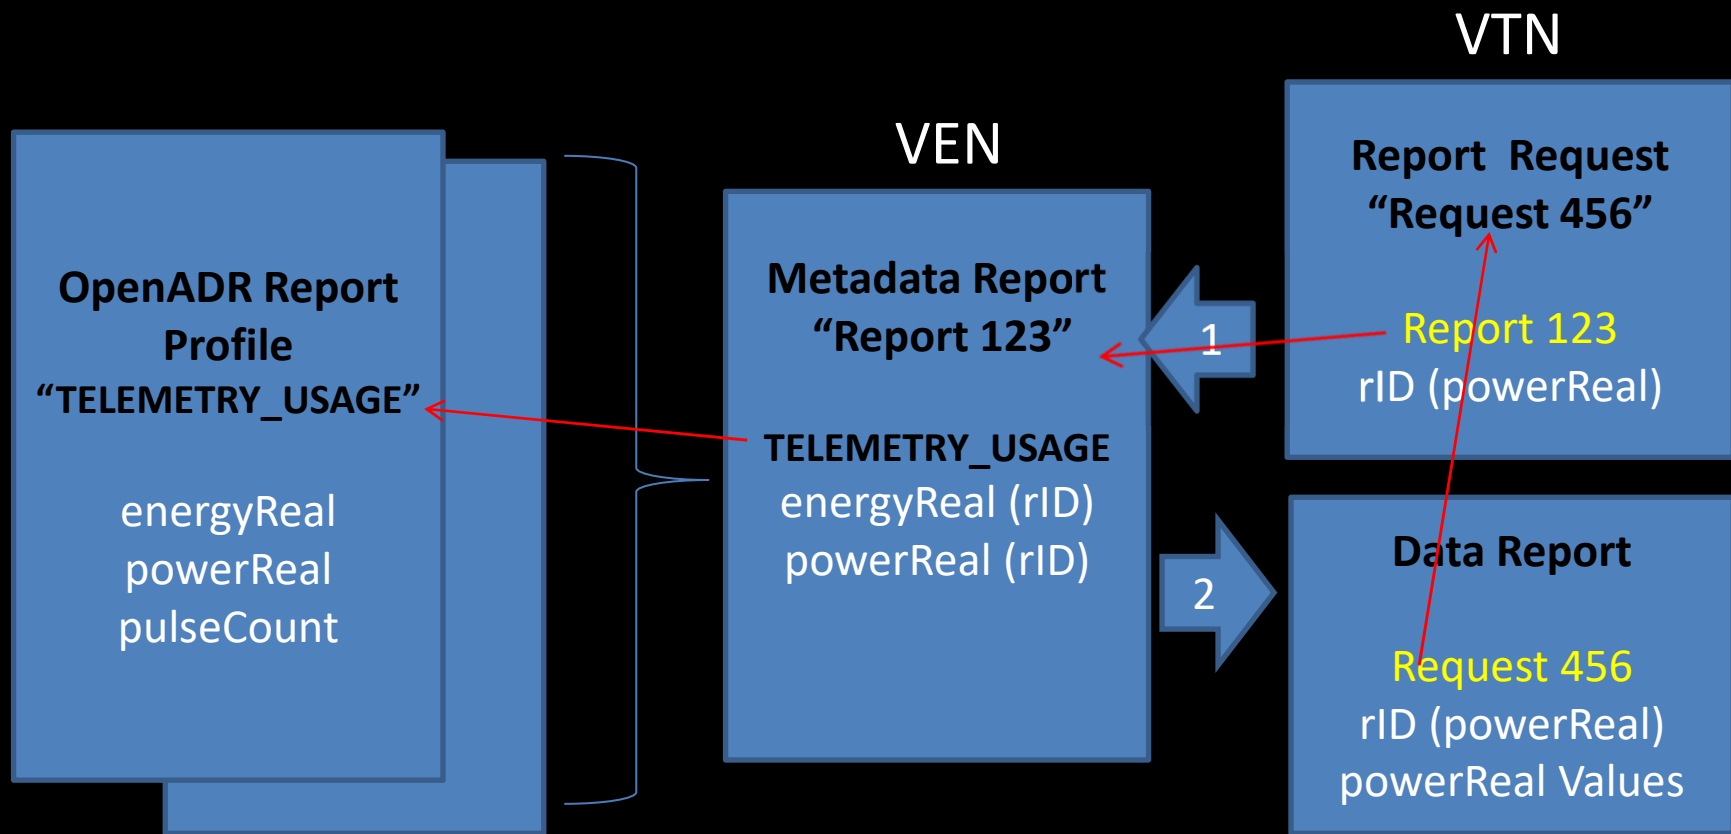 OpenADR Report
Profile
“TELEMETRY_USAGE”
energyReal
powerReal
pulseCount
VEN
Metadata Report
“Report 123”
TELEMETRY_USAGE
energyReal (rID)
powerReal (rID)
1
2
VTN
Report Request
“Request 456”
Report 123
rID (powerReal)
Data Report
Request 456
rID (powerReal)
powerReal Values